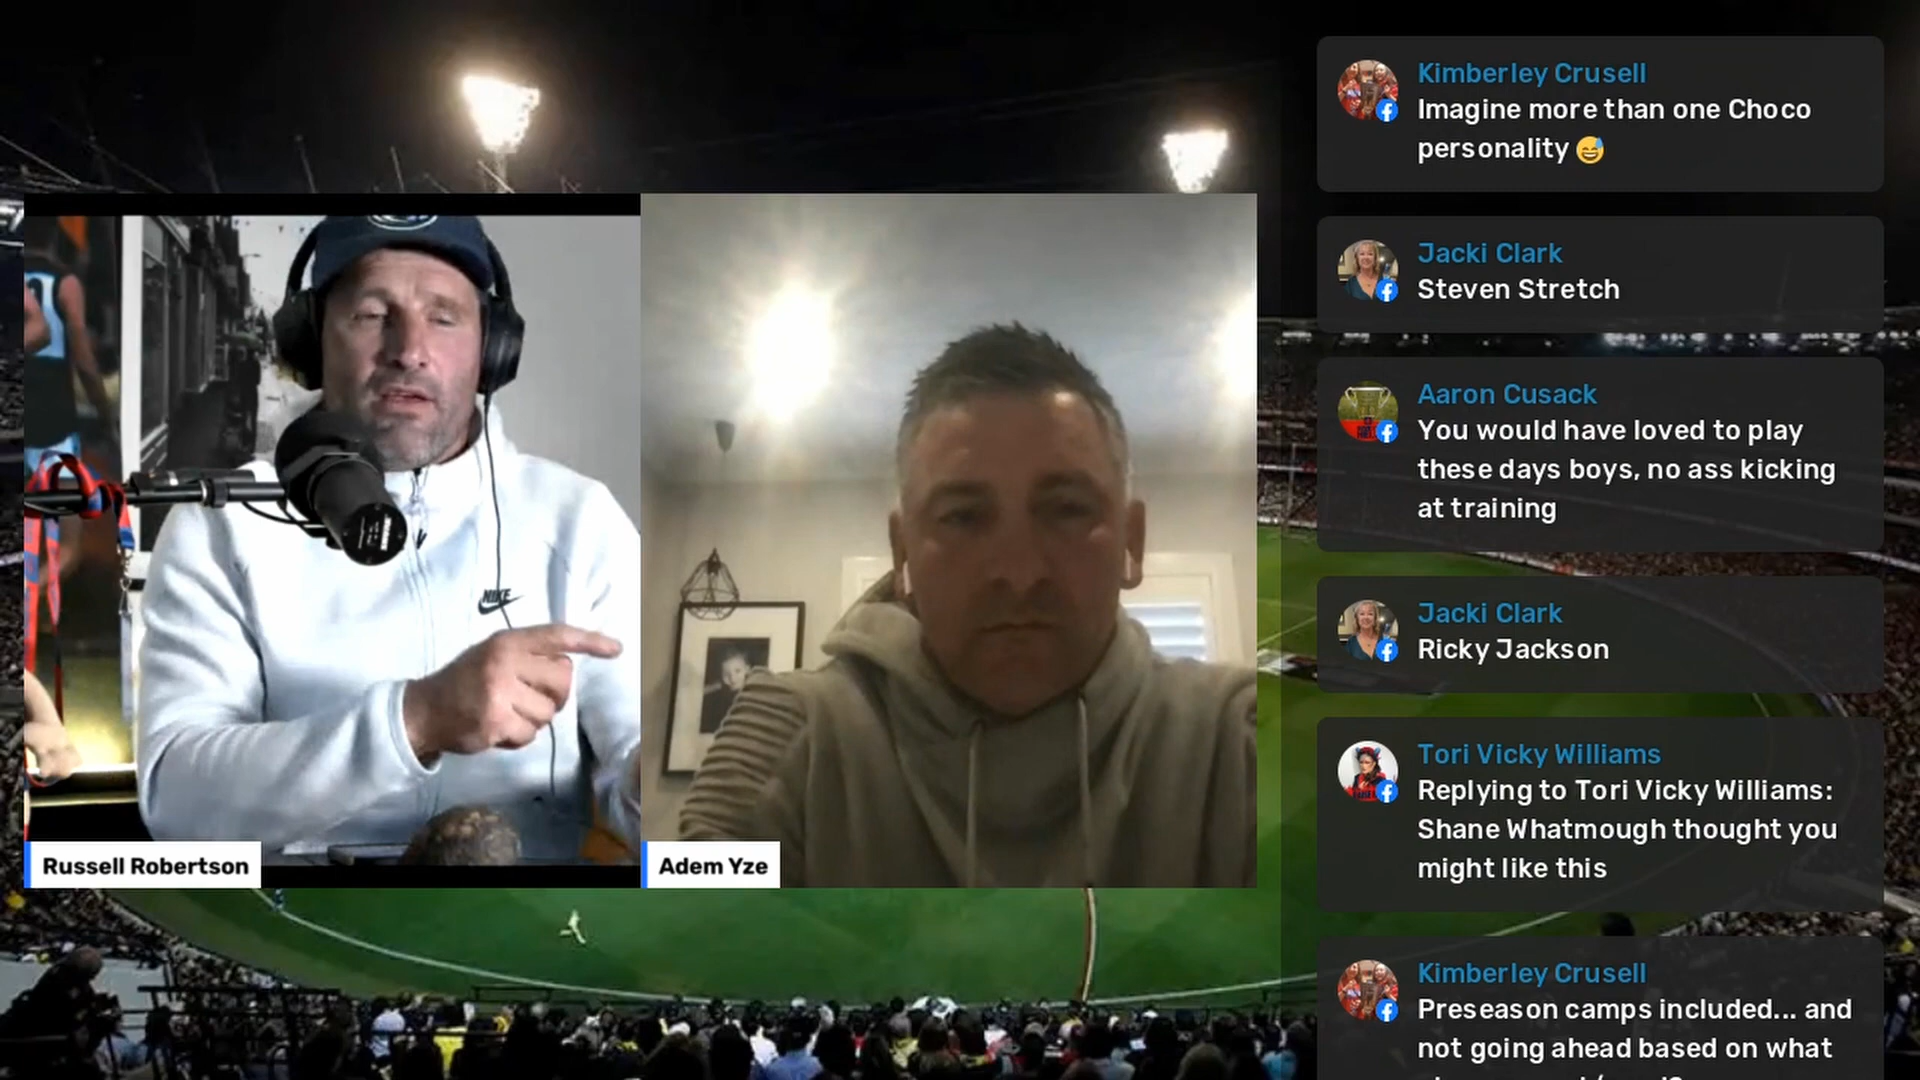 Kimberley Crusell
Imagine more than one Choco
personality 😅
Jacki Clark
Steven Stretch
Aaron Cusack
You would have loved to play
these days boys, no ass kicking
at training
Jacki Clark
Ricky Jackson
Tori Vicky Williams
Replying to Tori Vicky Williams:
Shane Whatmough thought you
might like this
Kimberley Crusell
Preseason camps included... and
not going ahead based on what
NIKE
Russell Robertson
Adem Yze